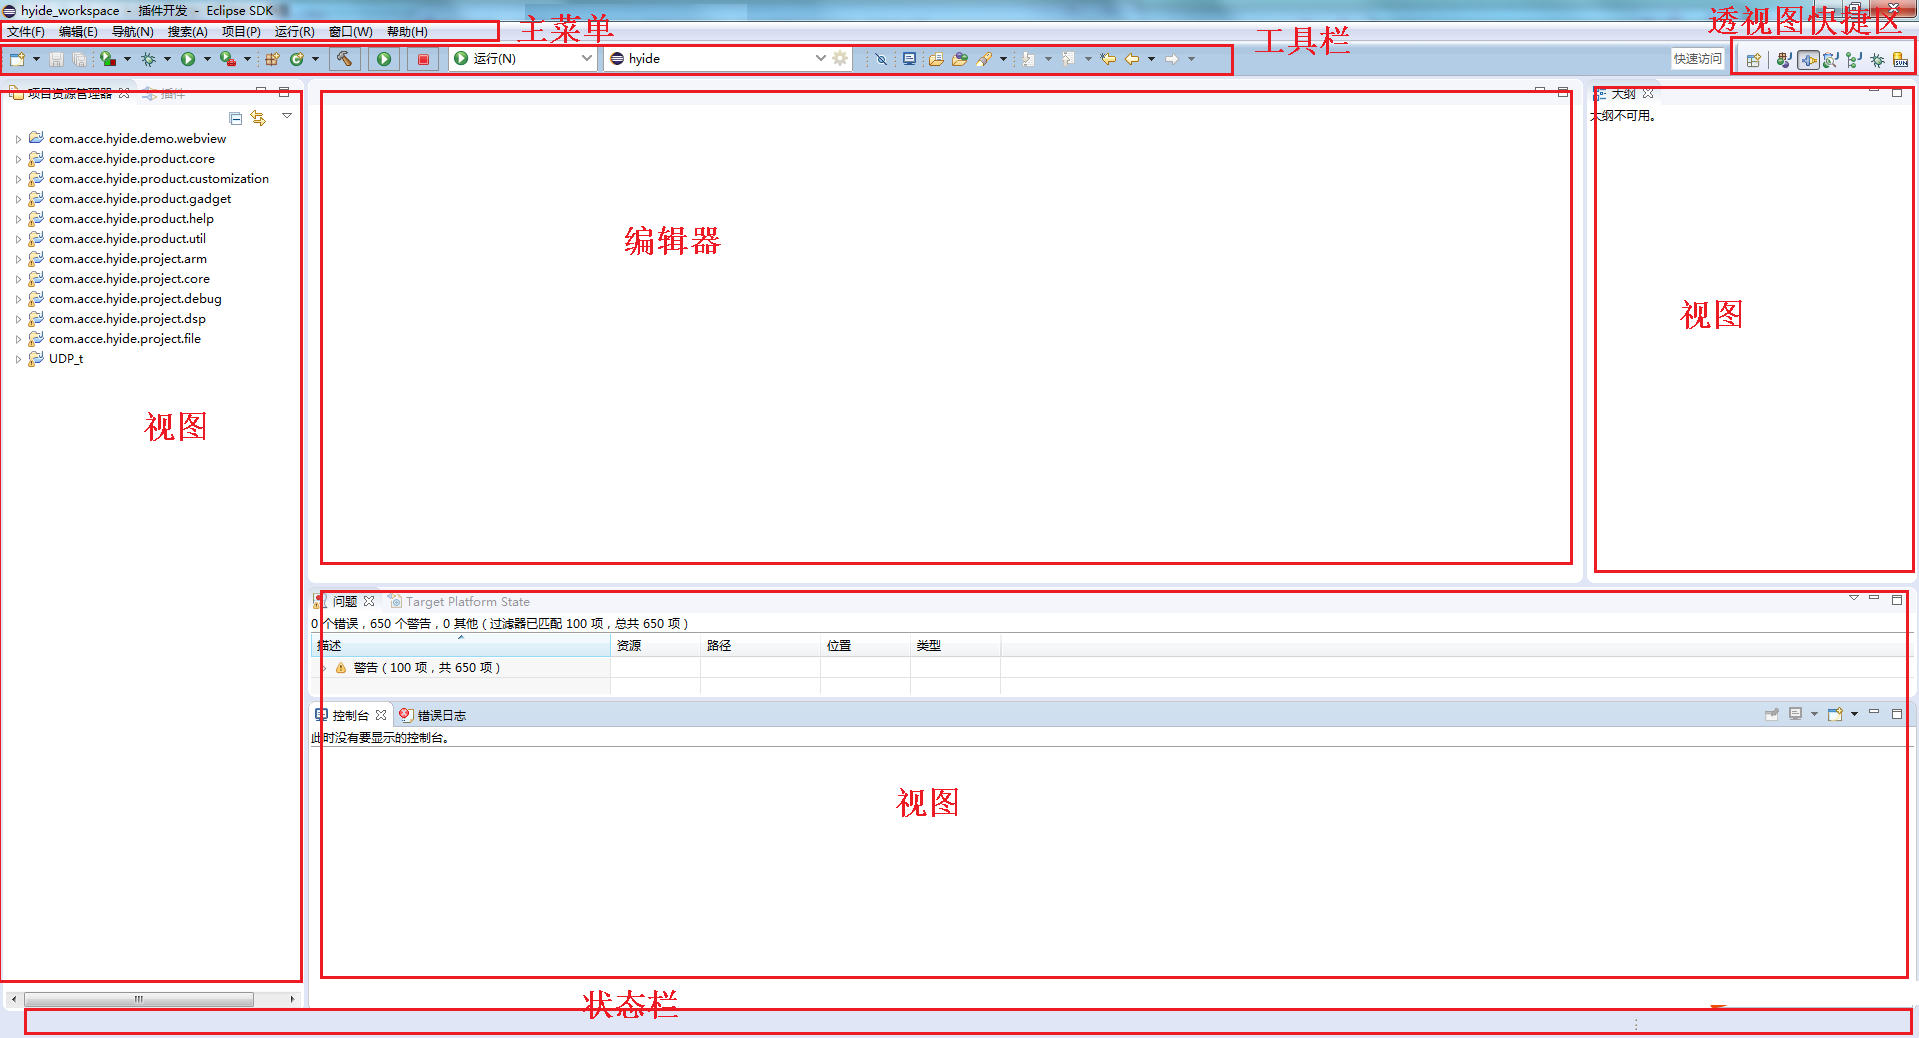 hyide_workspace - 插件开发 - Eclipse SDK
文件(F) 编辑(E) 导航(N) 搜索(A) 项目(P) 运行(R) 窗口(W) 帮助(H)
主菜单
工具栏
透视图快捷区
运行(N)
hyide
快速访问
项目资源管理器
插件
com.acce.hyide.demo.webview
com.acce.hyide.product.core
com.acce.hyide.product.customization
com.acce.hyide.product.gadget
com.acce.hyide.product.help
com.acce.hyide.product.util
com.acce.hyide.project.arm
com.acce.hyide.project.core
com.acce.hyide.project.debug
com.acce.hyide.project.dsp
com.acce.hyide.project.file
UDP_t
视图
编辑器
大纲
大纲不可用。
视图
问题
Target Platform State
0 个错误，650 个警告，0 其他（过滤器已匹配 100 项，总共 650 项）
描述 资源 路径 位置 类型
警告（100 项，共 650 项）
控制台
错误日志
此时没有要显示的控制台。
视图
状态栏